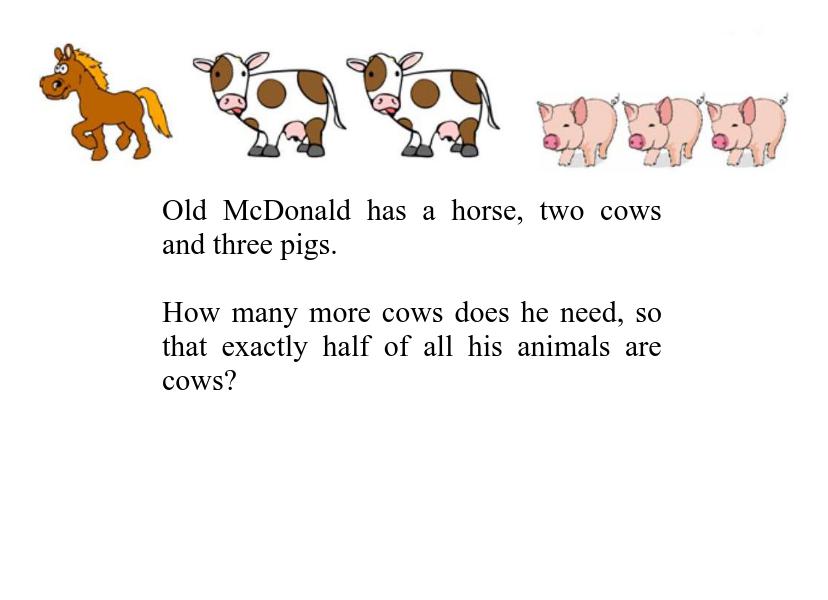 Old McDonald has a horse, two cows
and three pigs.
How many more cows does he need, so
that exactly half of all his animals are
cows?